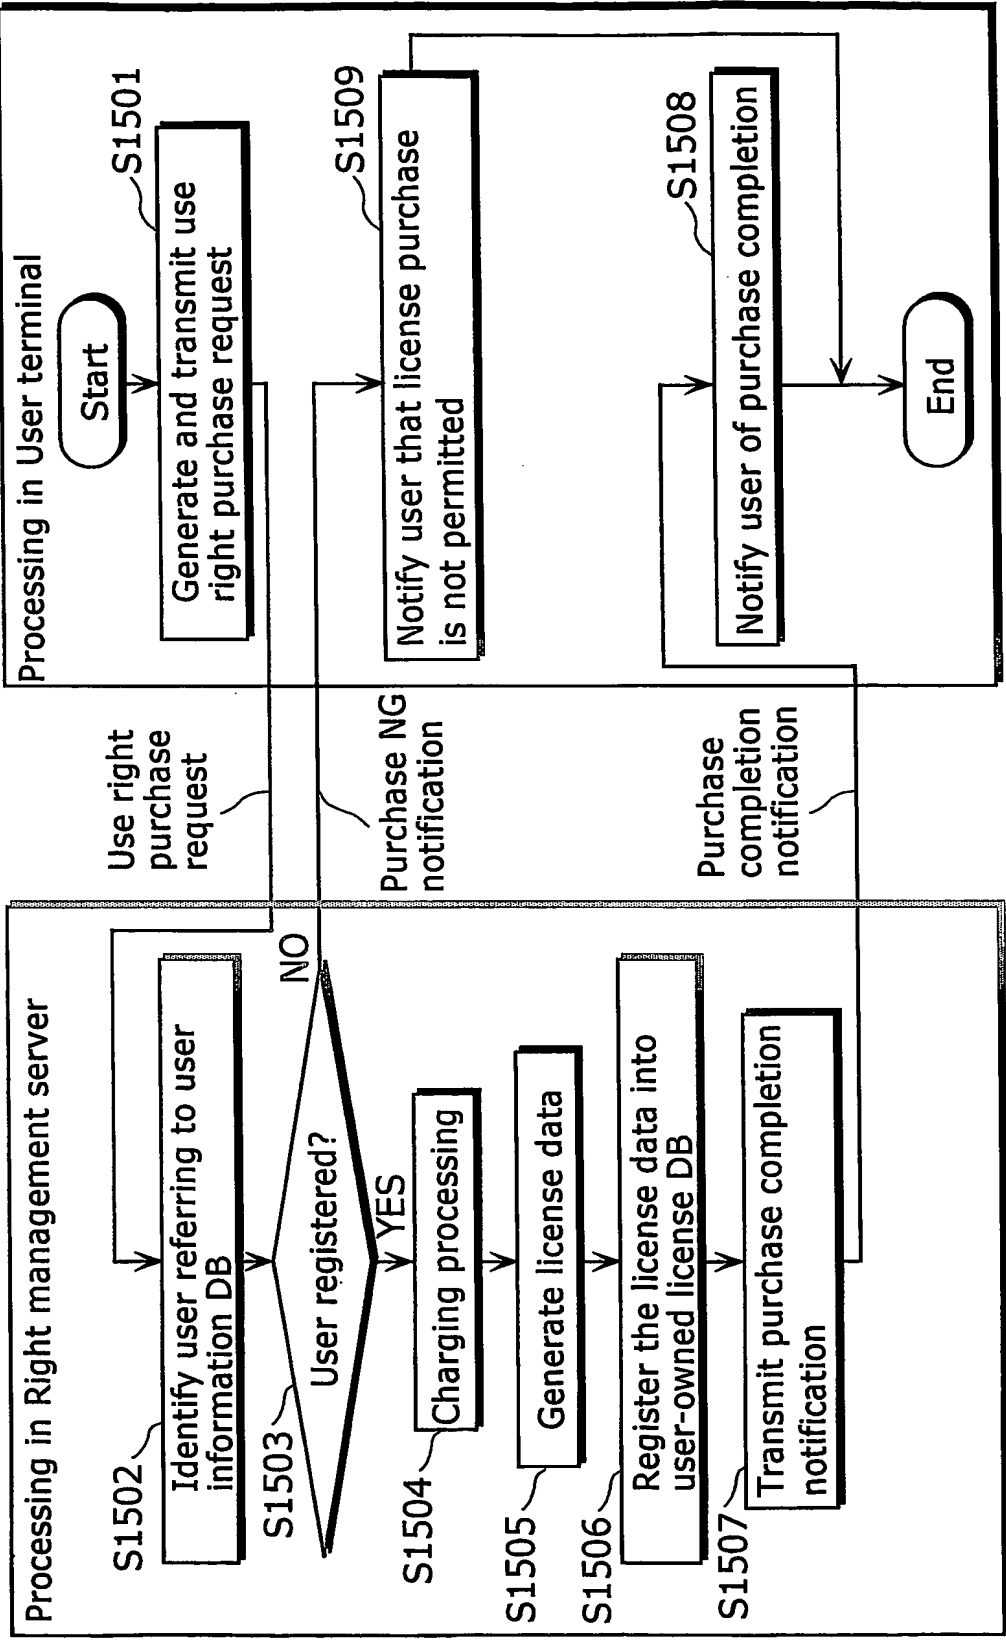 Processing in Right management server
S1502
Identify user referring to user
information DB
S1503
User registered?
NO
YES
S1504
Charging processing
S1505
Generate license data
S1506
Register the license data into
user-owned license DB
S1507
Transmit purchase completion
notification
Use right
purchase
request
Purchase NG
notification
Purchase
completion
notification
Processing in User terminal
Start
S1501
Generate and transmit use
right purchase request
S1509
Notify user that license purchase
is not permitted
S1508
Notify user of purchase completion
End